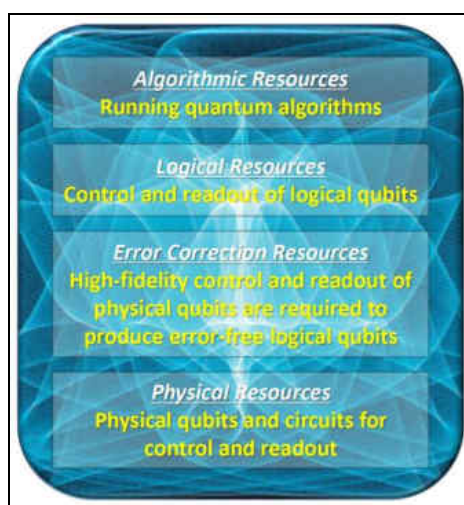 Algorithmic Resources
Running quantum algorithms
Logical Resources
Control and readout of logical qubits
Error Correction Resources
High-fidelity control and readout of
physical qubits are required to
produce error-free logical qubits
Physical Resources
Physical qubits and circuits for
control and readout